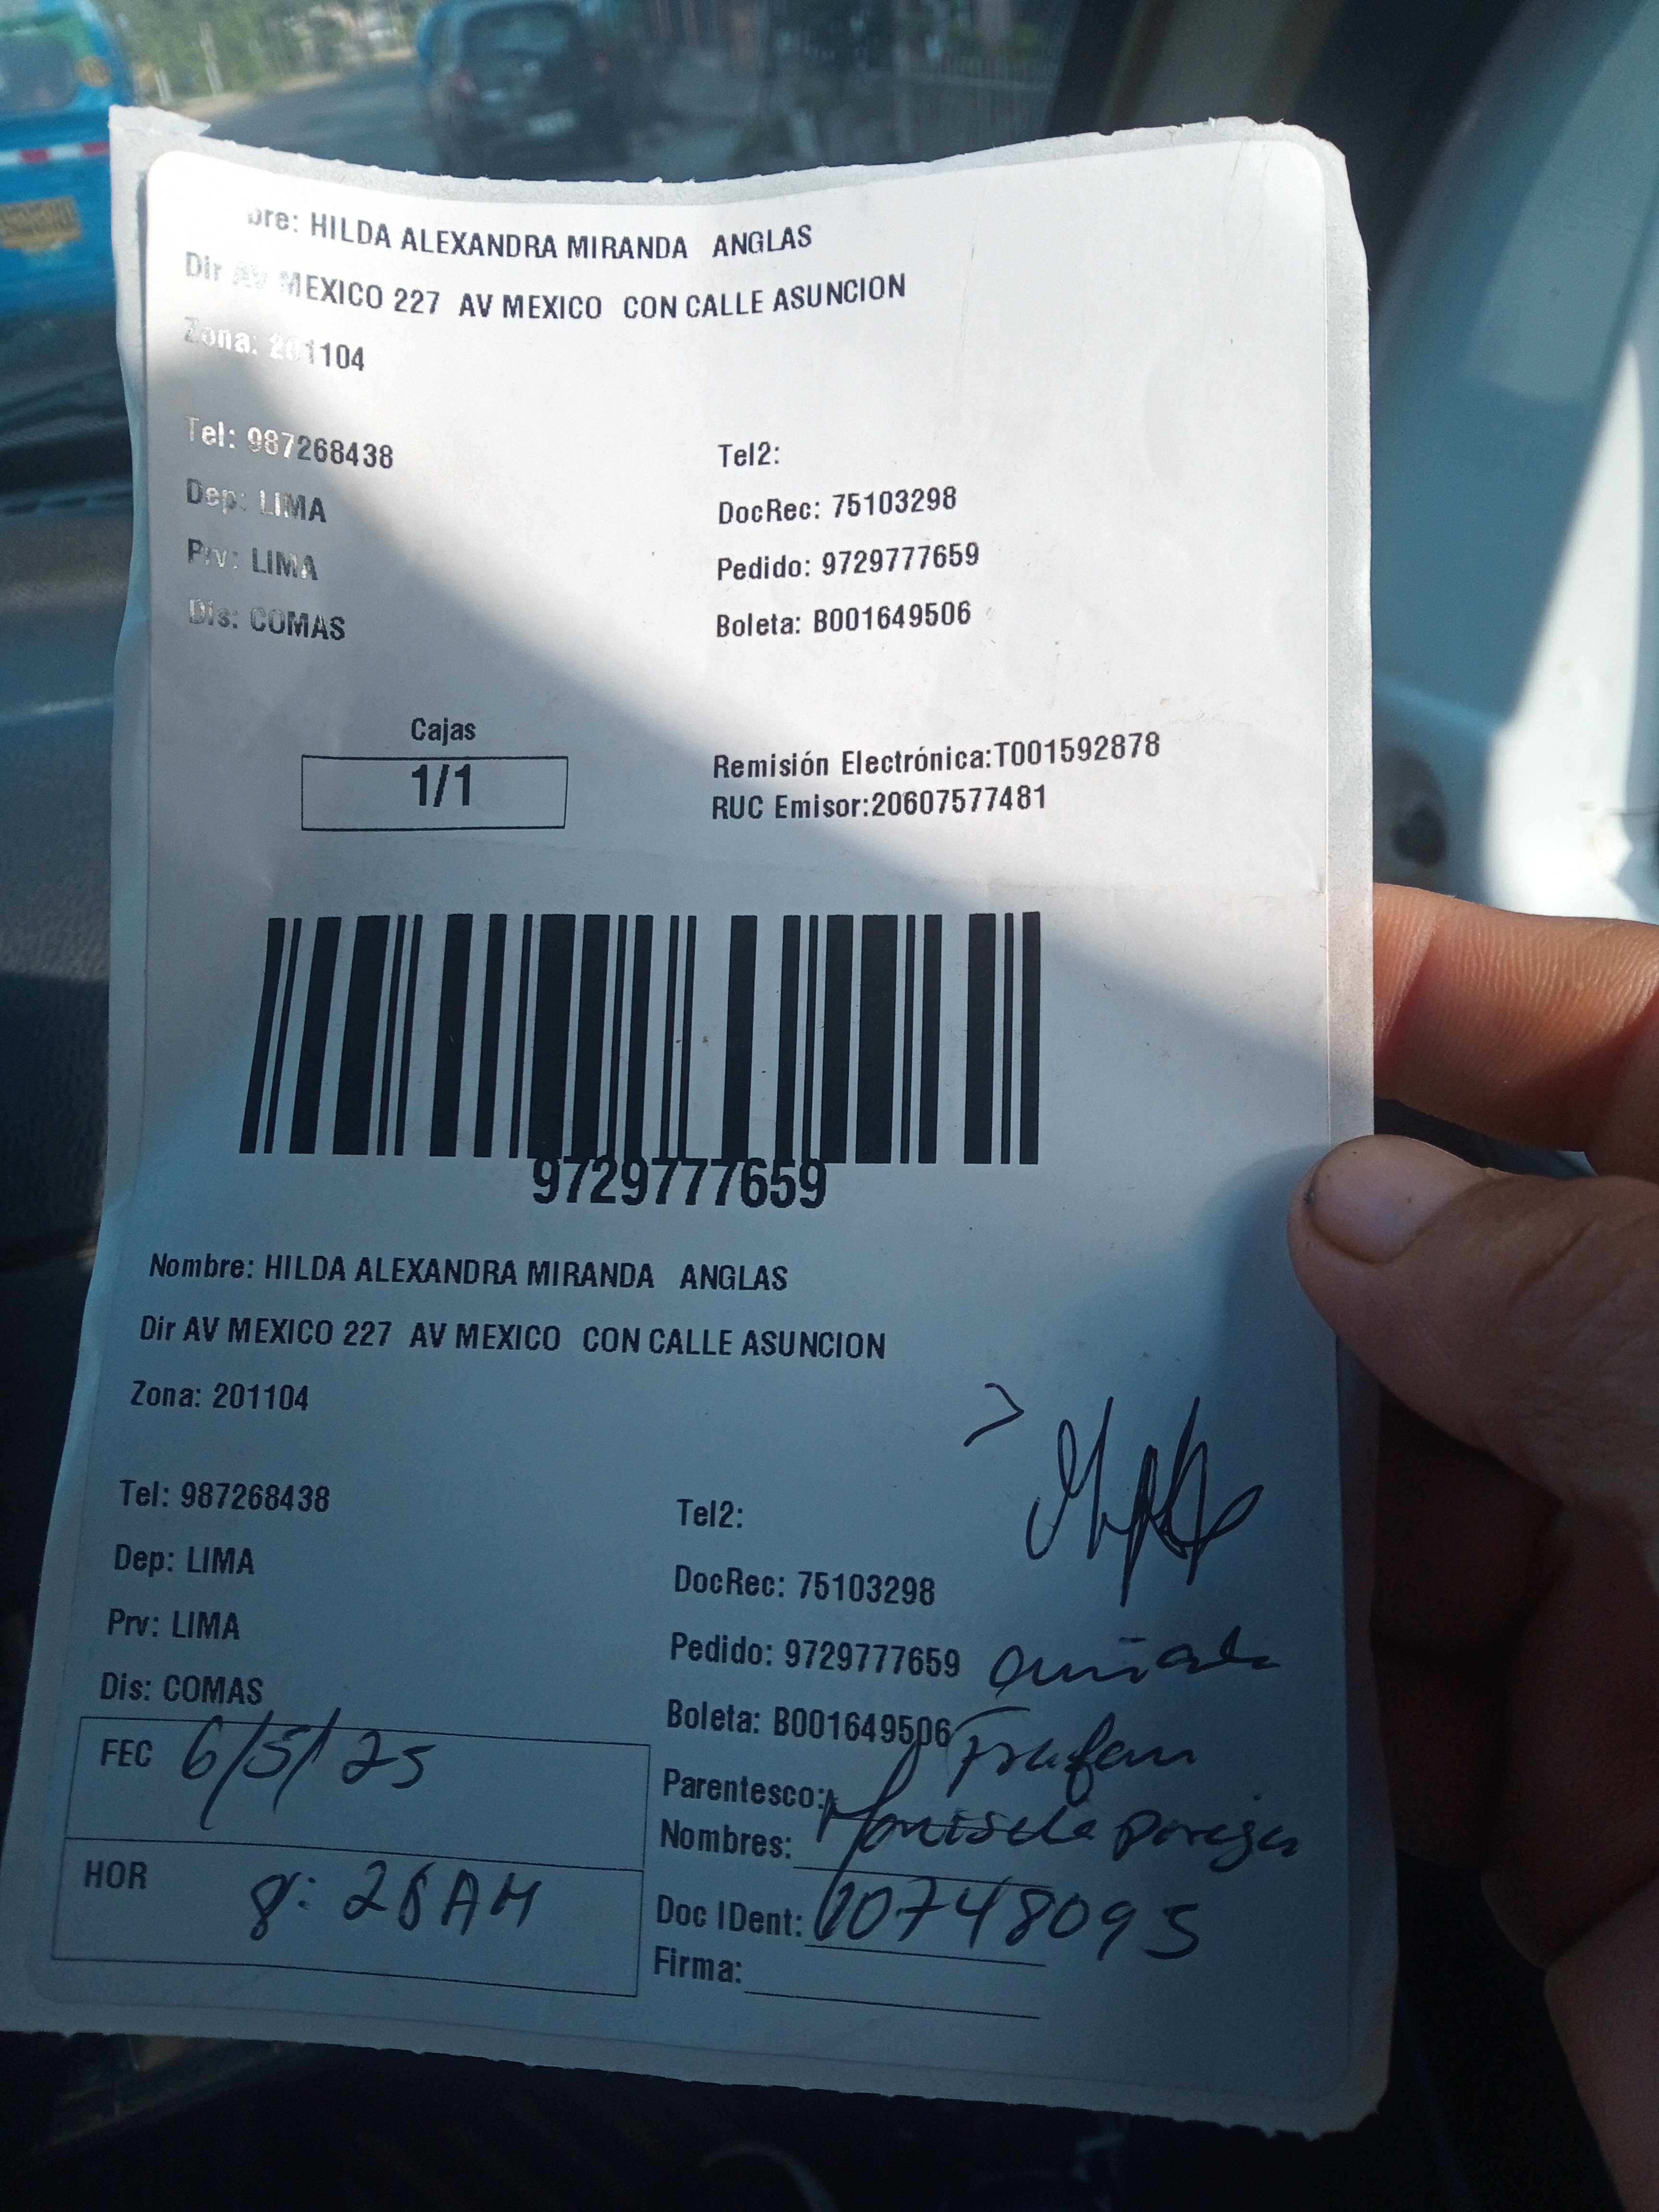 bre: HILDA ALEXANDRA MIRANDA ANGLAS
Dir AV MEXICO 227 AV MEXICO CON CALLE ASUNCION
Zona: 201104
Tel: 987268438
Tel2:
Dep: LIMA
DocRec: 75103298
Prv: LIMA
Pedido: 9729777659
Dis: COMAS
Boleta: B001649506
Cajas
1/1
Remisión Electrónica:T001592878
RUC Emisor:20607577481
9729777659
Nombre: HILDA ALEXANDRA MIRANDA ANGLAS
Dir AV MEXICO 227 AV MEXICO CON CALLE ASUNCION
Zona: 201104
Tel: 987268438
Tel2:
Dep: LIMA
DocRec: 75103298
Prv: LIMA
Pedido: 9729777659 Cuñada
Dis: COMAS
Boleta: B001649506
FEC 6/5/25
Parentesco:
Nombres:
HOR 8:26AM
Doc IDent: 10748095
Firma: